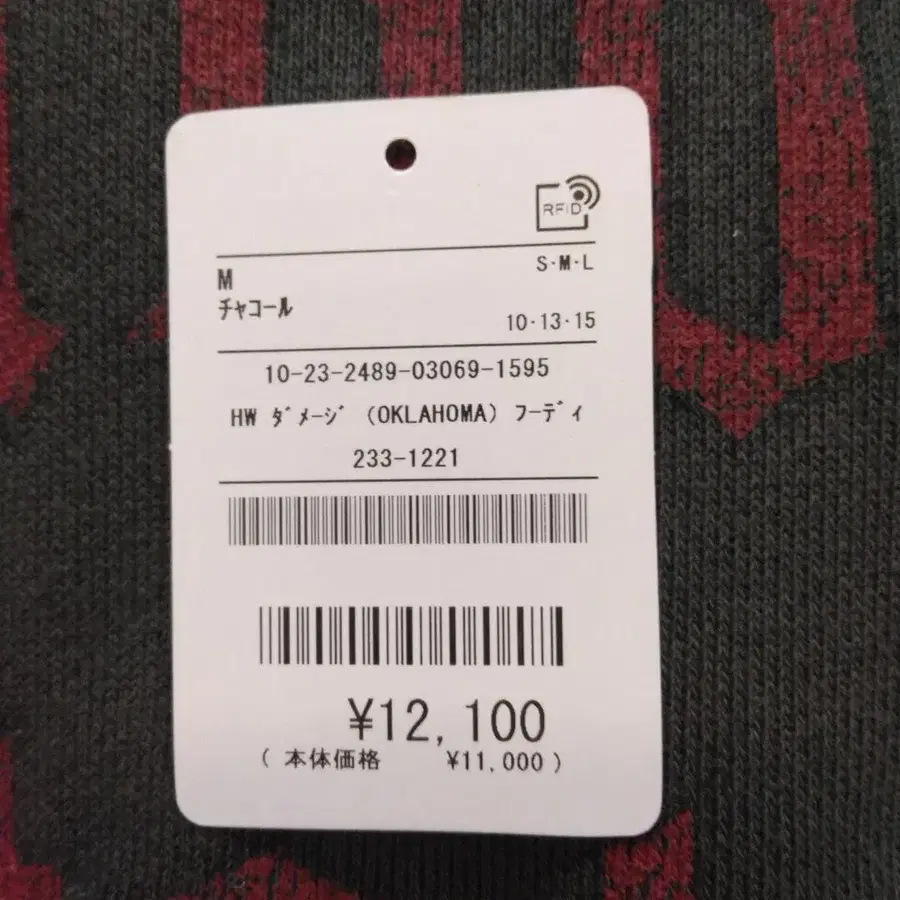 RFID
M
S·M·L
ﾁｬｺｰﾙ
10·13·15
10-23-2489-03069-1595
HW ﾀﾞﾒｰｼﾞ (OKLAHOMA) ﾌｰﾃﾞｨ
233-1221
¥12,100
( 本体価格 ¥11,000 )